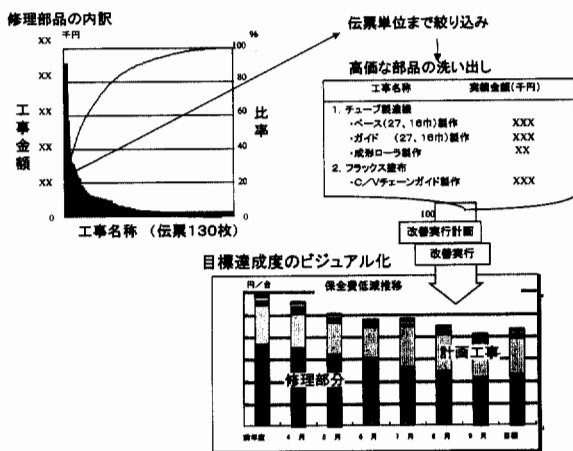 修理部品の内訳
XX 千円
%
XX
XX
XX
XX
0
100
80
60
40
20
0
工事金額
比率
工事名称 （伝票130枚）
伝票単位まで絞り込み
高価な部品の洗い出し
工事名称 実績金額(千円)
1. チューブ製造機
・ベース(27、16巾)製作 XXX
・ガイド (27、16巾)製作 XXX
・成形ローラ製作 XX
2. フラックス塗布
・C／Vチェーンガイド製作 XXX
100
改善実行計画
改善実行
目標達成度のビジュアル化
円／台
保全費低減推移
計画工事
修理部分
前年度 4 月 5 月 6 月 7 月 8 月 9 月 目標